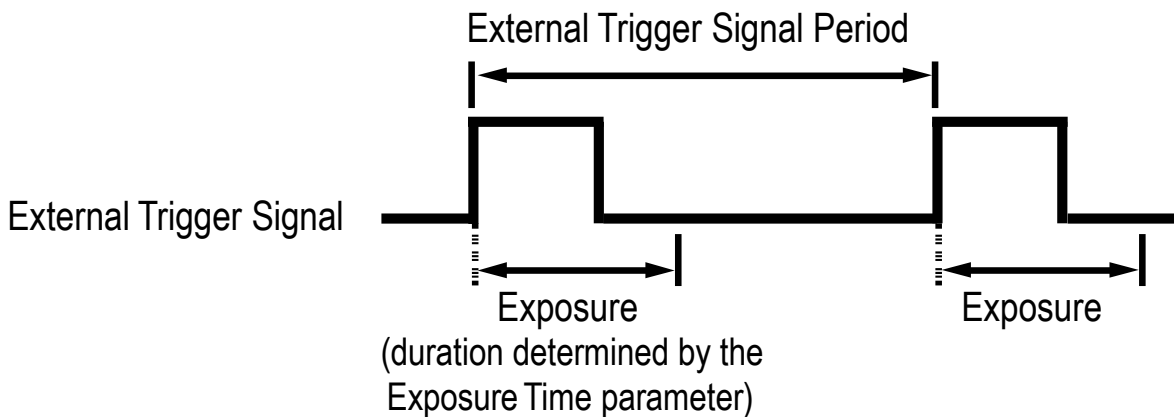 External Trigger Signal Period
External Trigger Signal
Exposure
(duration determined by the
Exposure Time parameter)
Exposure